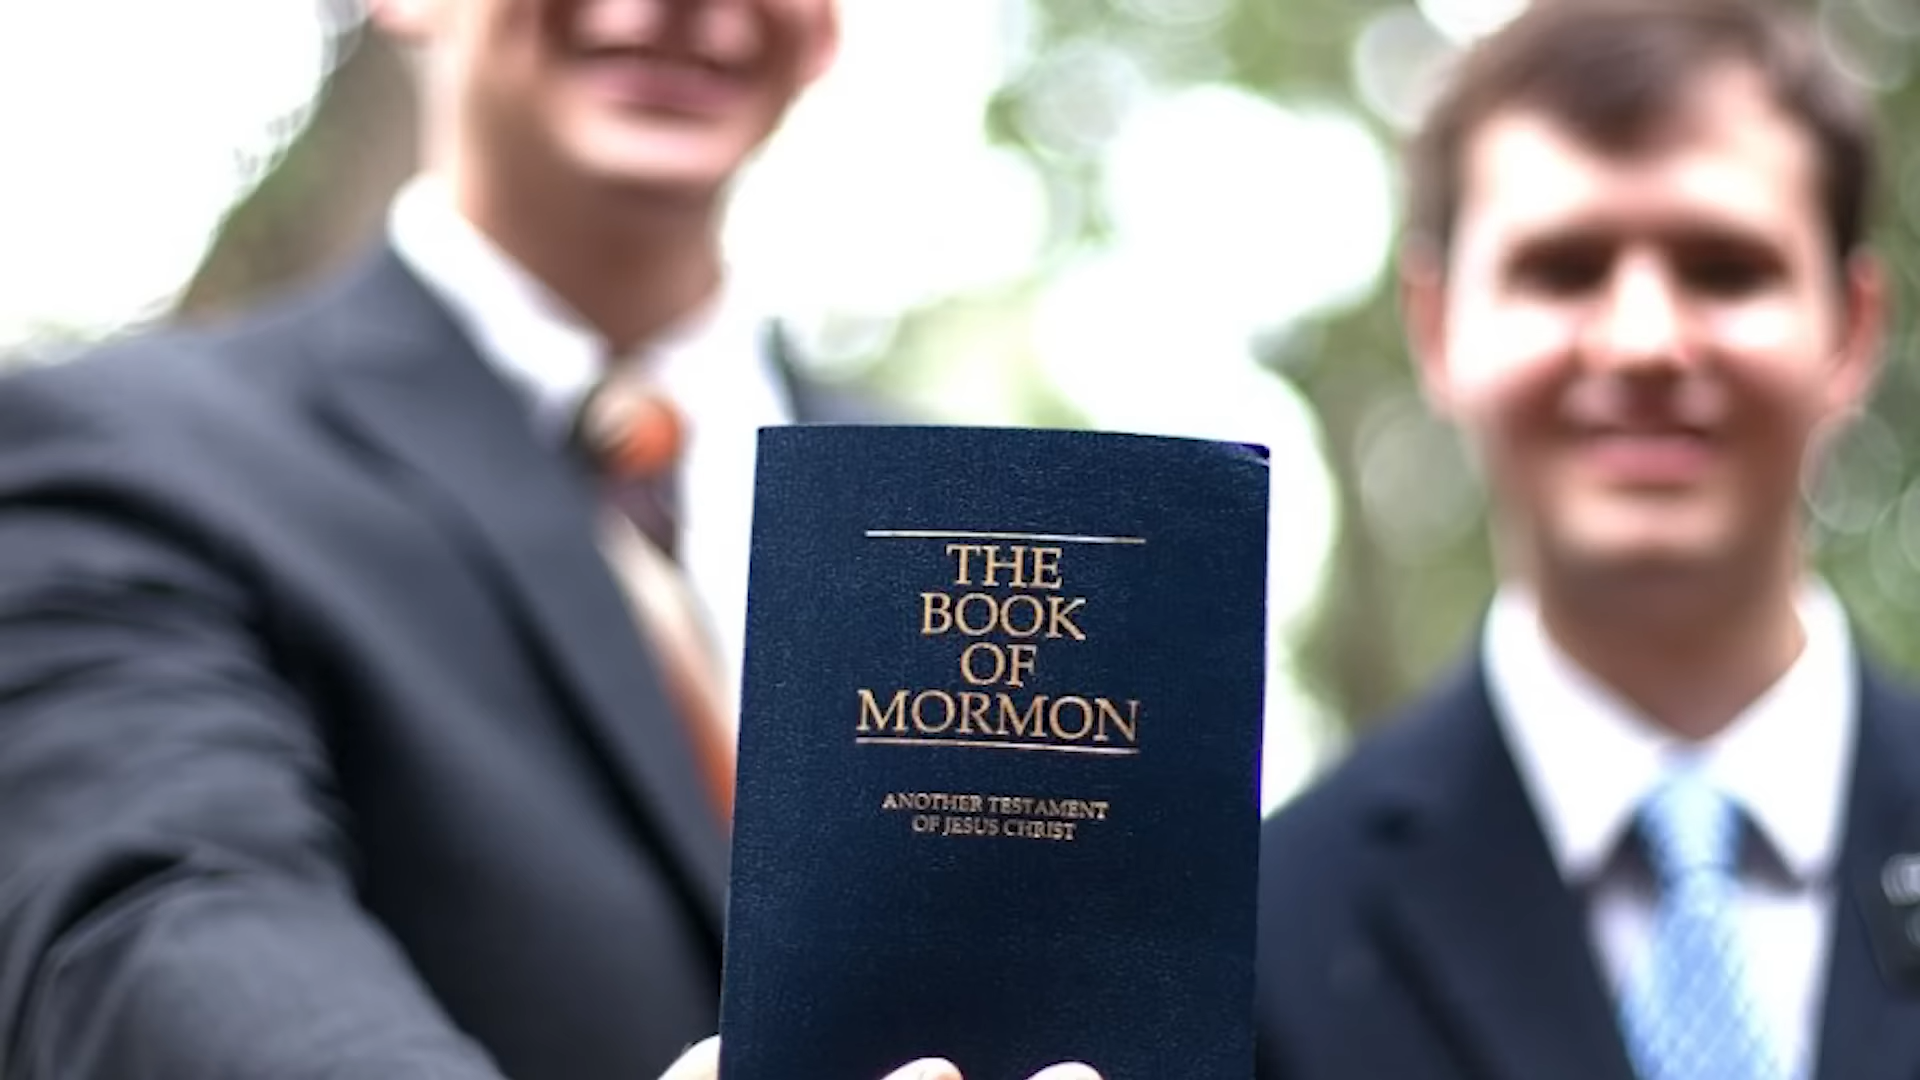 THE
BOOK
OF
MORMON
ANOTHER TESTAMENT
OF JESUS CHRIST